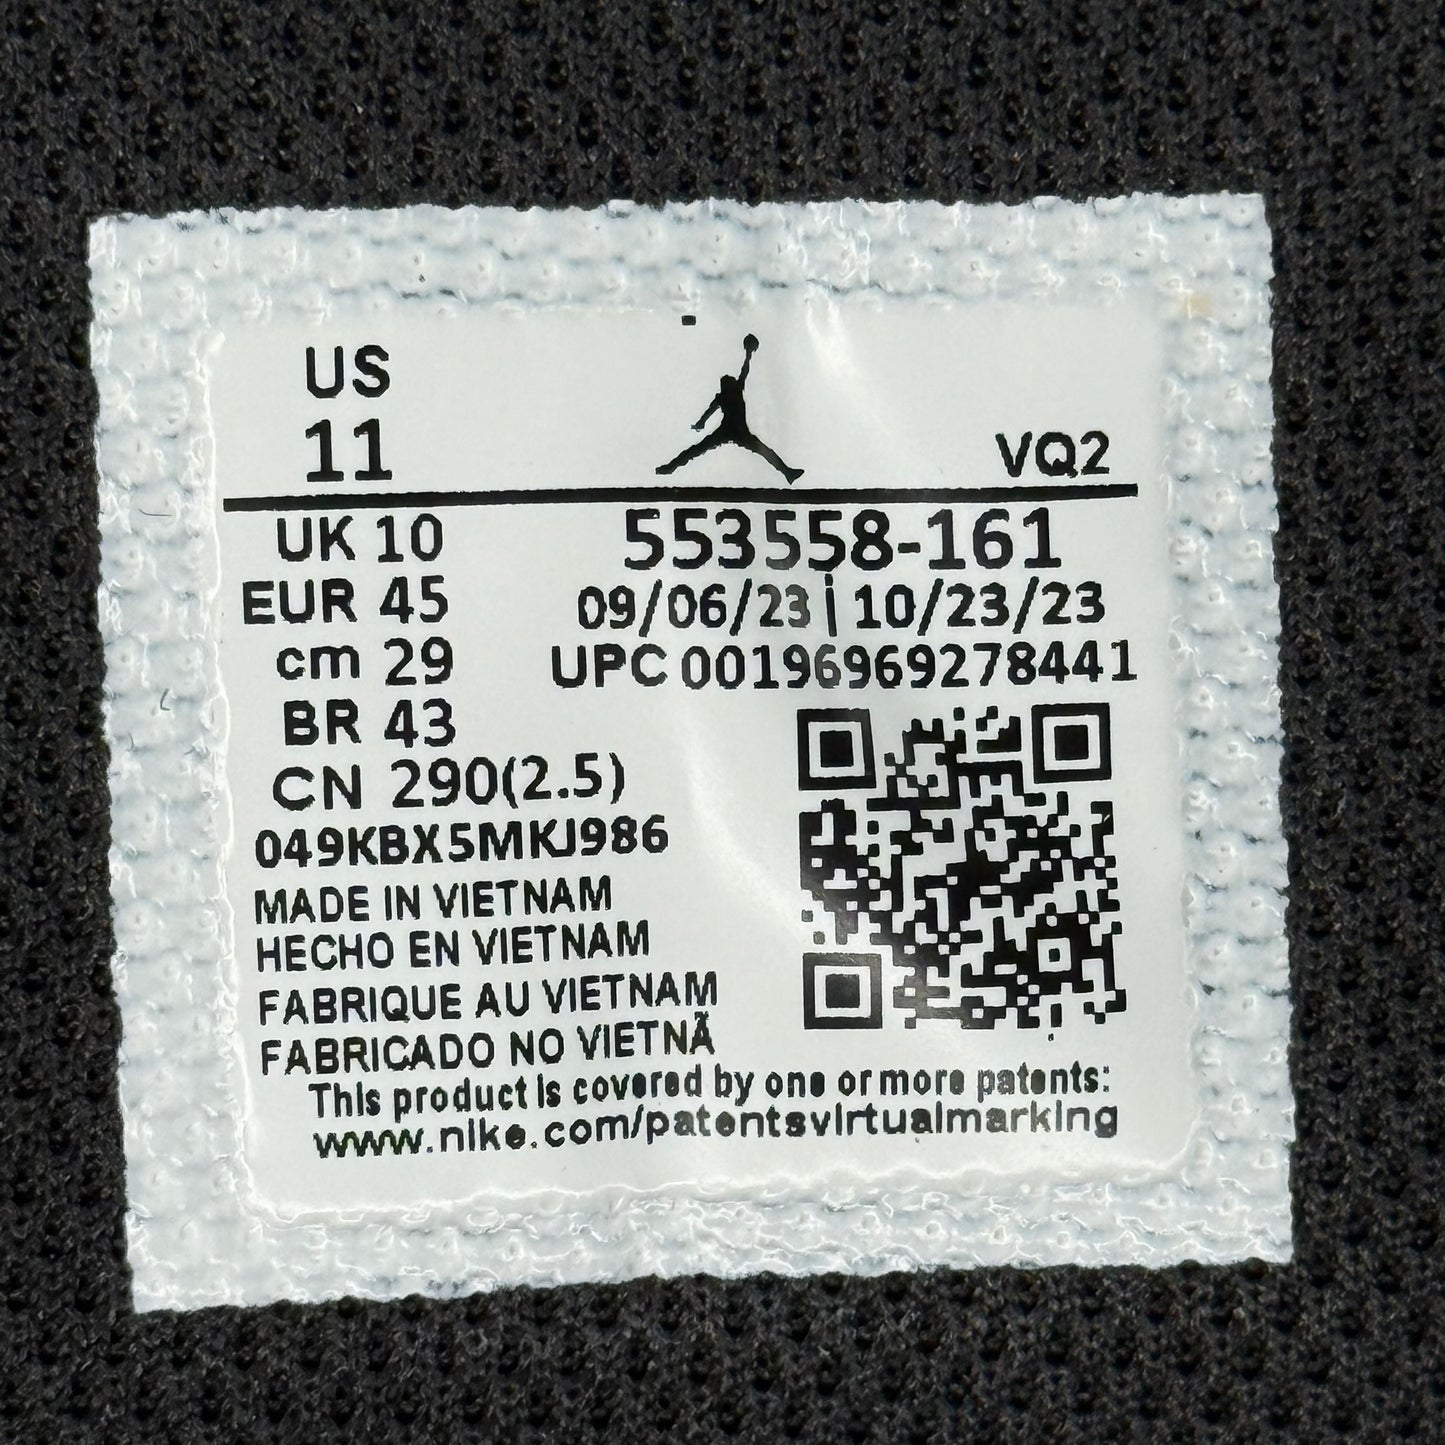 US
11
VQ2
UK 10
553558-161
EUR 45
09/06/23 | 10/23/23
cm 29
UPC 00196969278441
BR 43
CN 290(2.5)
049KBX5MKJ986
MADE IN VIETNAM
HECHO EN VIETNAM
FABRIQUE AU VIETNAM
FABRICADO NO VIETNÃ
This product is covered by one or more patents:
www.nike.com/patentsvirtualmarking